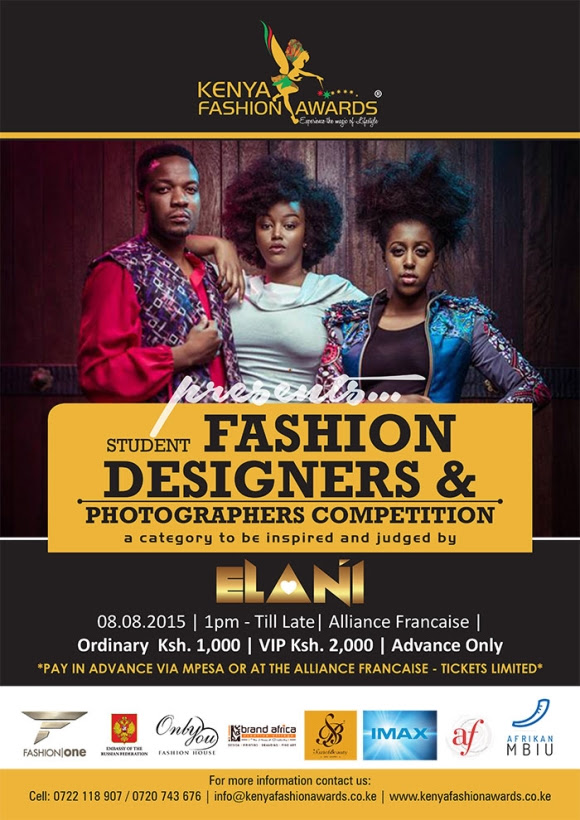 KENYA
FASHION AWARDS ®
Experience the magic of Lifestyle
presents...
STUDENT FASHION
DESIGNERS &
PHOTOGRAPHERS COMPETITION
a category to be inspired and judged by
ELANI
08.08.2015 | 1pm - Till Late| Alliance Francaise |
Ordinary Ksh. 1,000 | VIP Ksh. 2,000 | Advance Only
*PAY IN ADVANCE VIA MPESA OR AT THE ALLIANCE FRANCAISE - TICKETS LIMITED*
FASHION|one
EMBASSY OF THE
RUSSIAN FEDERATION
Only You
FASHION HOUSE
brand africa
SB
IMAX
af
AFRIKAN
MBIU
For more information contact us:
Cell: 0722 118 907 / 0720 743 676 | info@kenyafashionawards.co.ke | www.kenyafashionawards.co.ke